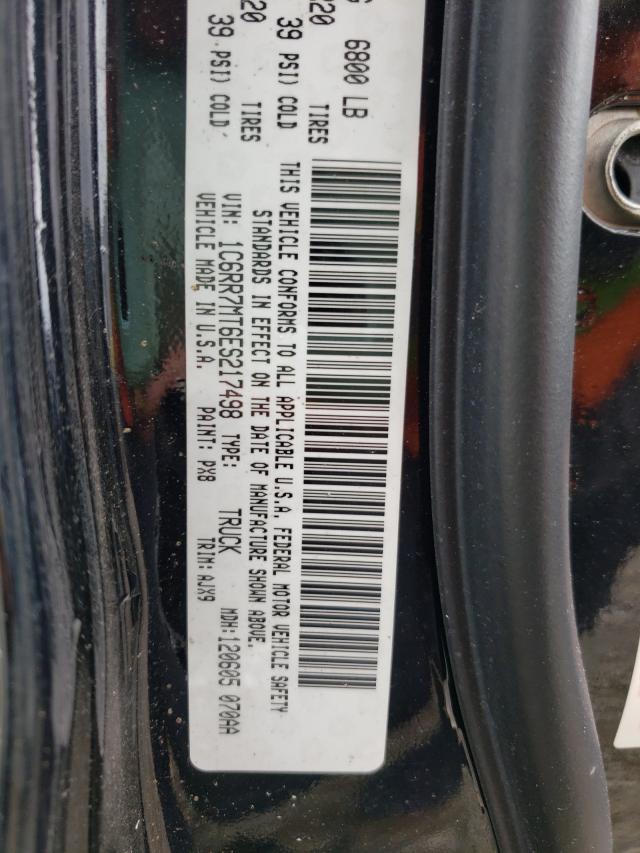 G 6800 LB
R20 TIRES 39 PSI) COLD
20 TIRES 39 PSI) COLD
THIS VEHICLE CONFORMS TO ALL APPLICABLE U.S.A. FEDERAL MOTOR VEHICLE SAFETY
STANDARDS IN EFFECT ON THE DATE OF MANUFACTURE SHOWN ABOVE.
VIN: 1C6RR7MT6ES217498 TYPE: TRUCK MDH:120605 070AA
VEHICLE MADE IN U.S.A. PAINT: PX8 TRIM:AJX9